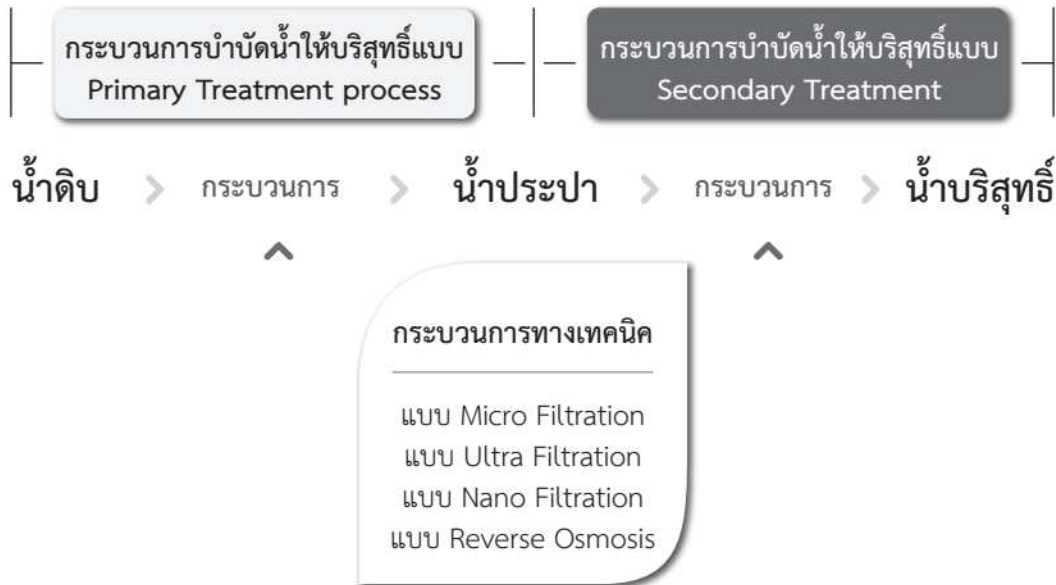 กระบวนการบำบัดน้ำให้บริสุทธิ์แบบ
Primary Treatment process
กระบวนการบำบัดน้ำให้บริสุทธิ์แบบ
Secondary Treatment
น้ำดิบ > กระบวนการ > น้ำประปา > กระบวนการ > น้ำบริสุทธิ์
กระบวนการทางเทคนิค
แบบ Micro Filtration
แบบ Ultra Filtration
แบบ Nano Filtration
แบบ Reverse Osmosis